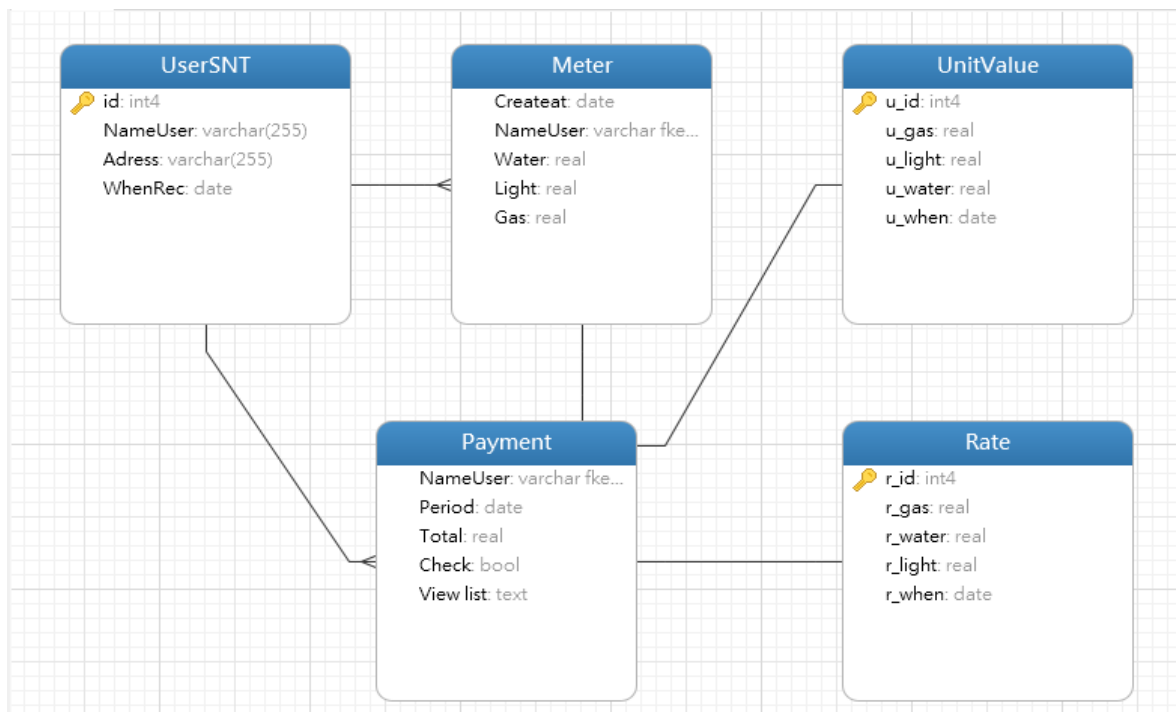 UserSNT
id: int4
NameUser: varchar(255)
Adress: varchar(255)
WhenRec: date
Meter
Createat: date
NameUser: varchar fke...
Water: real
Light: real
Gas: real
UnitValue
u_id: int4
u_gas: real
u_light: real
u_water: real
u_when: date
Payment
NameUser: varchar fke...
Period: date
Total: real
Check: bool
View list: text
Rate
r_id: int4
r_gas: real
r_water: real
r_light: real
r_when: date